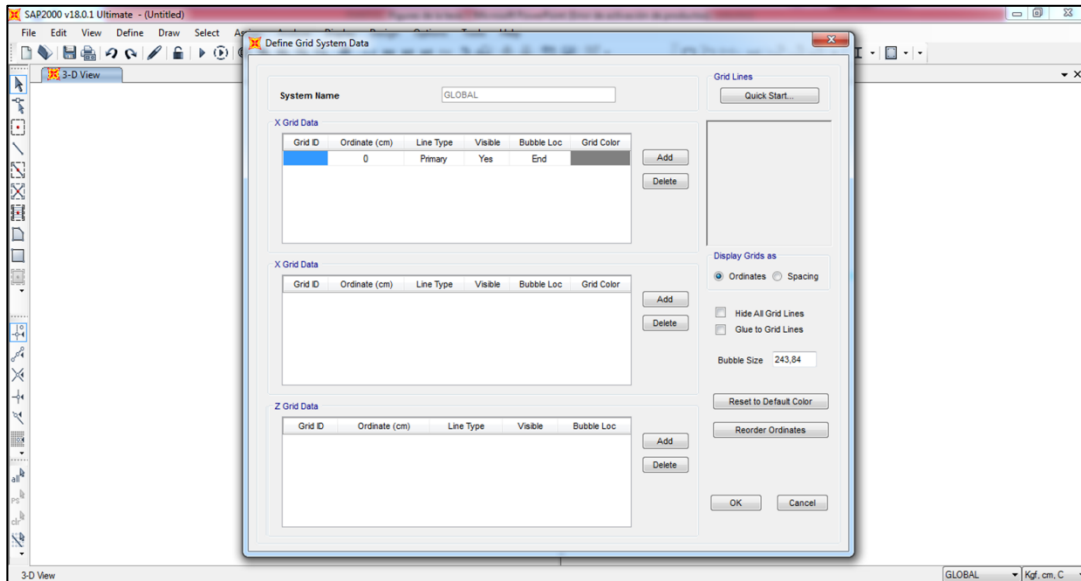 SAP2000 v18.0.1 Ultimate - (Untitled)
File Edit View Define Draw Select
Define Grid System Data
3-D View
System Name GLOBAL
Grid Lines
Quick Start...
X Grid Data
Grid ID Ordinate (cm) Line Type Visible Bubble Loc Grid Color
0 Primary Yes End
Add
Delete
X Grid Data
Grid ID Ordinate (cm) Line Type Visible Bubble Loc Grid Color
Add
Delete
Z Grid Data
Grid ID Ordinate (cm) Line Type Visible Bubble Loc
Add
Delete
Display Grids as
Ordinates Spacing
Hide All Grid Lines
Glue to Grid Lines
Bubble Size 243,84
Reset to Default Color
Reorder Ordinates
OK Cancel
all
ps
clr
3-D View GLOBAL Kgf, cm, C